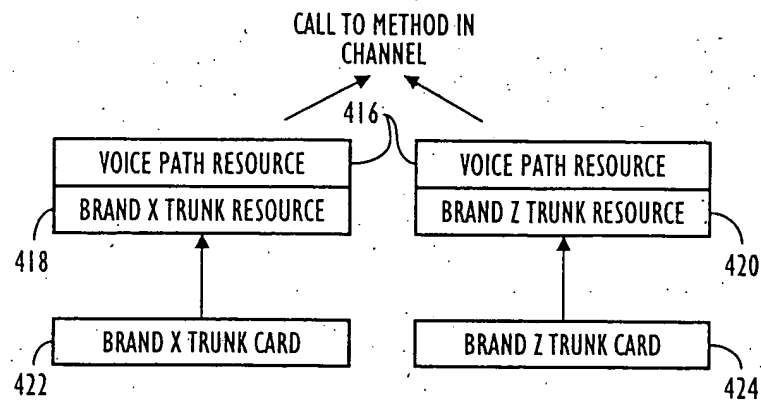 CALL TO METHOD IN
CHANNEL
416
VOICE PATH RESOURCE
VOICE PATH RESOURCE
BRAND X TRUNK RESOURCE
BRAND Z TRUNK RESOURCE
418
420
BRAND X TRUNK CARD
BRAND Z TRUNK CARD
422
424